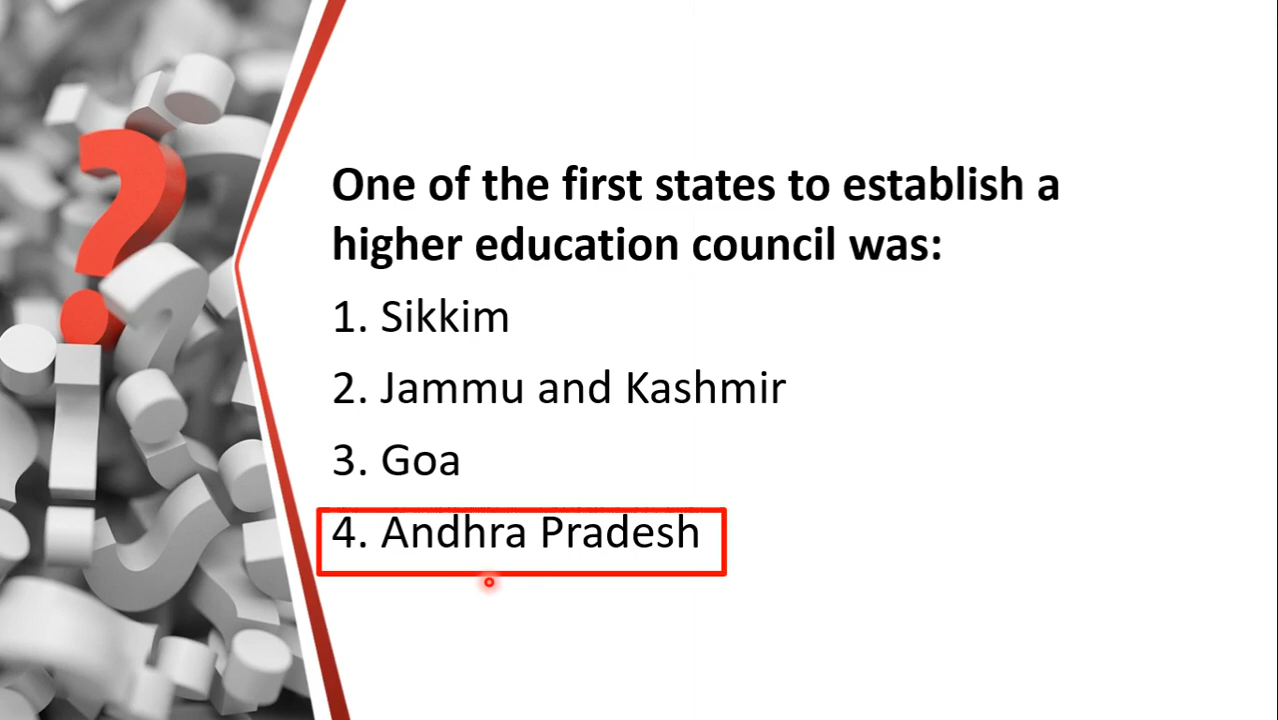 One of the first states to establish a
higher education council was:
1. Sikkim
2. Jammu and Kashmir
3. Goa
4. Andhra Pradesh